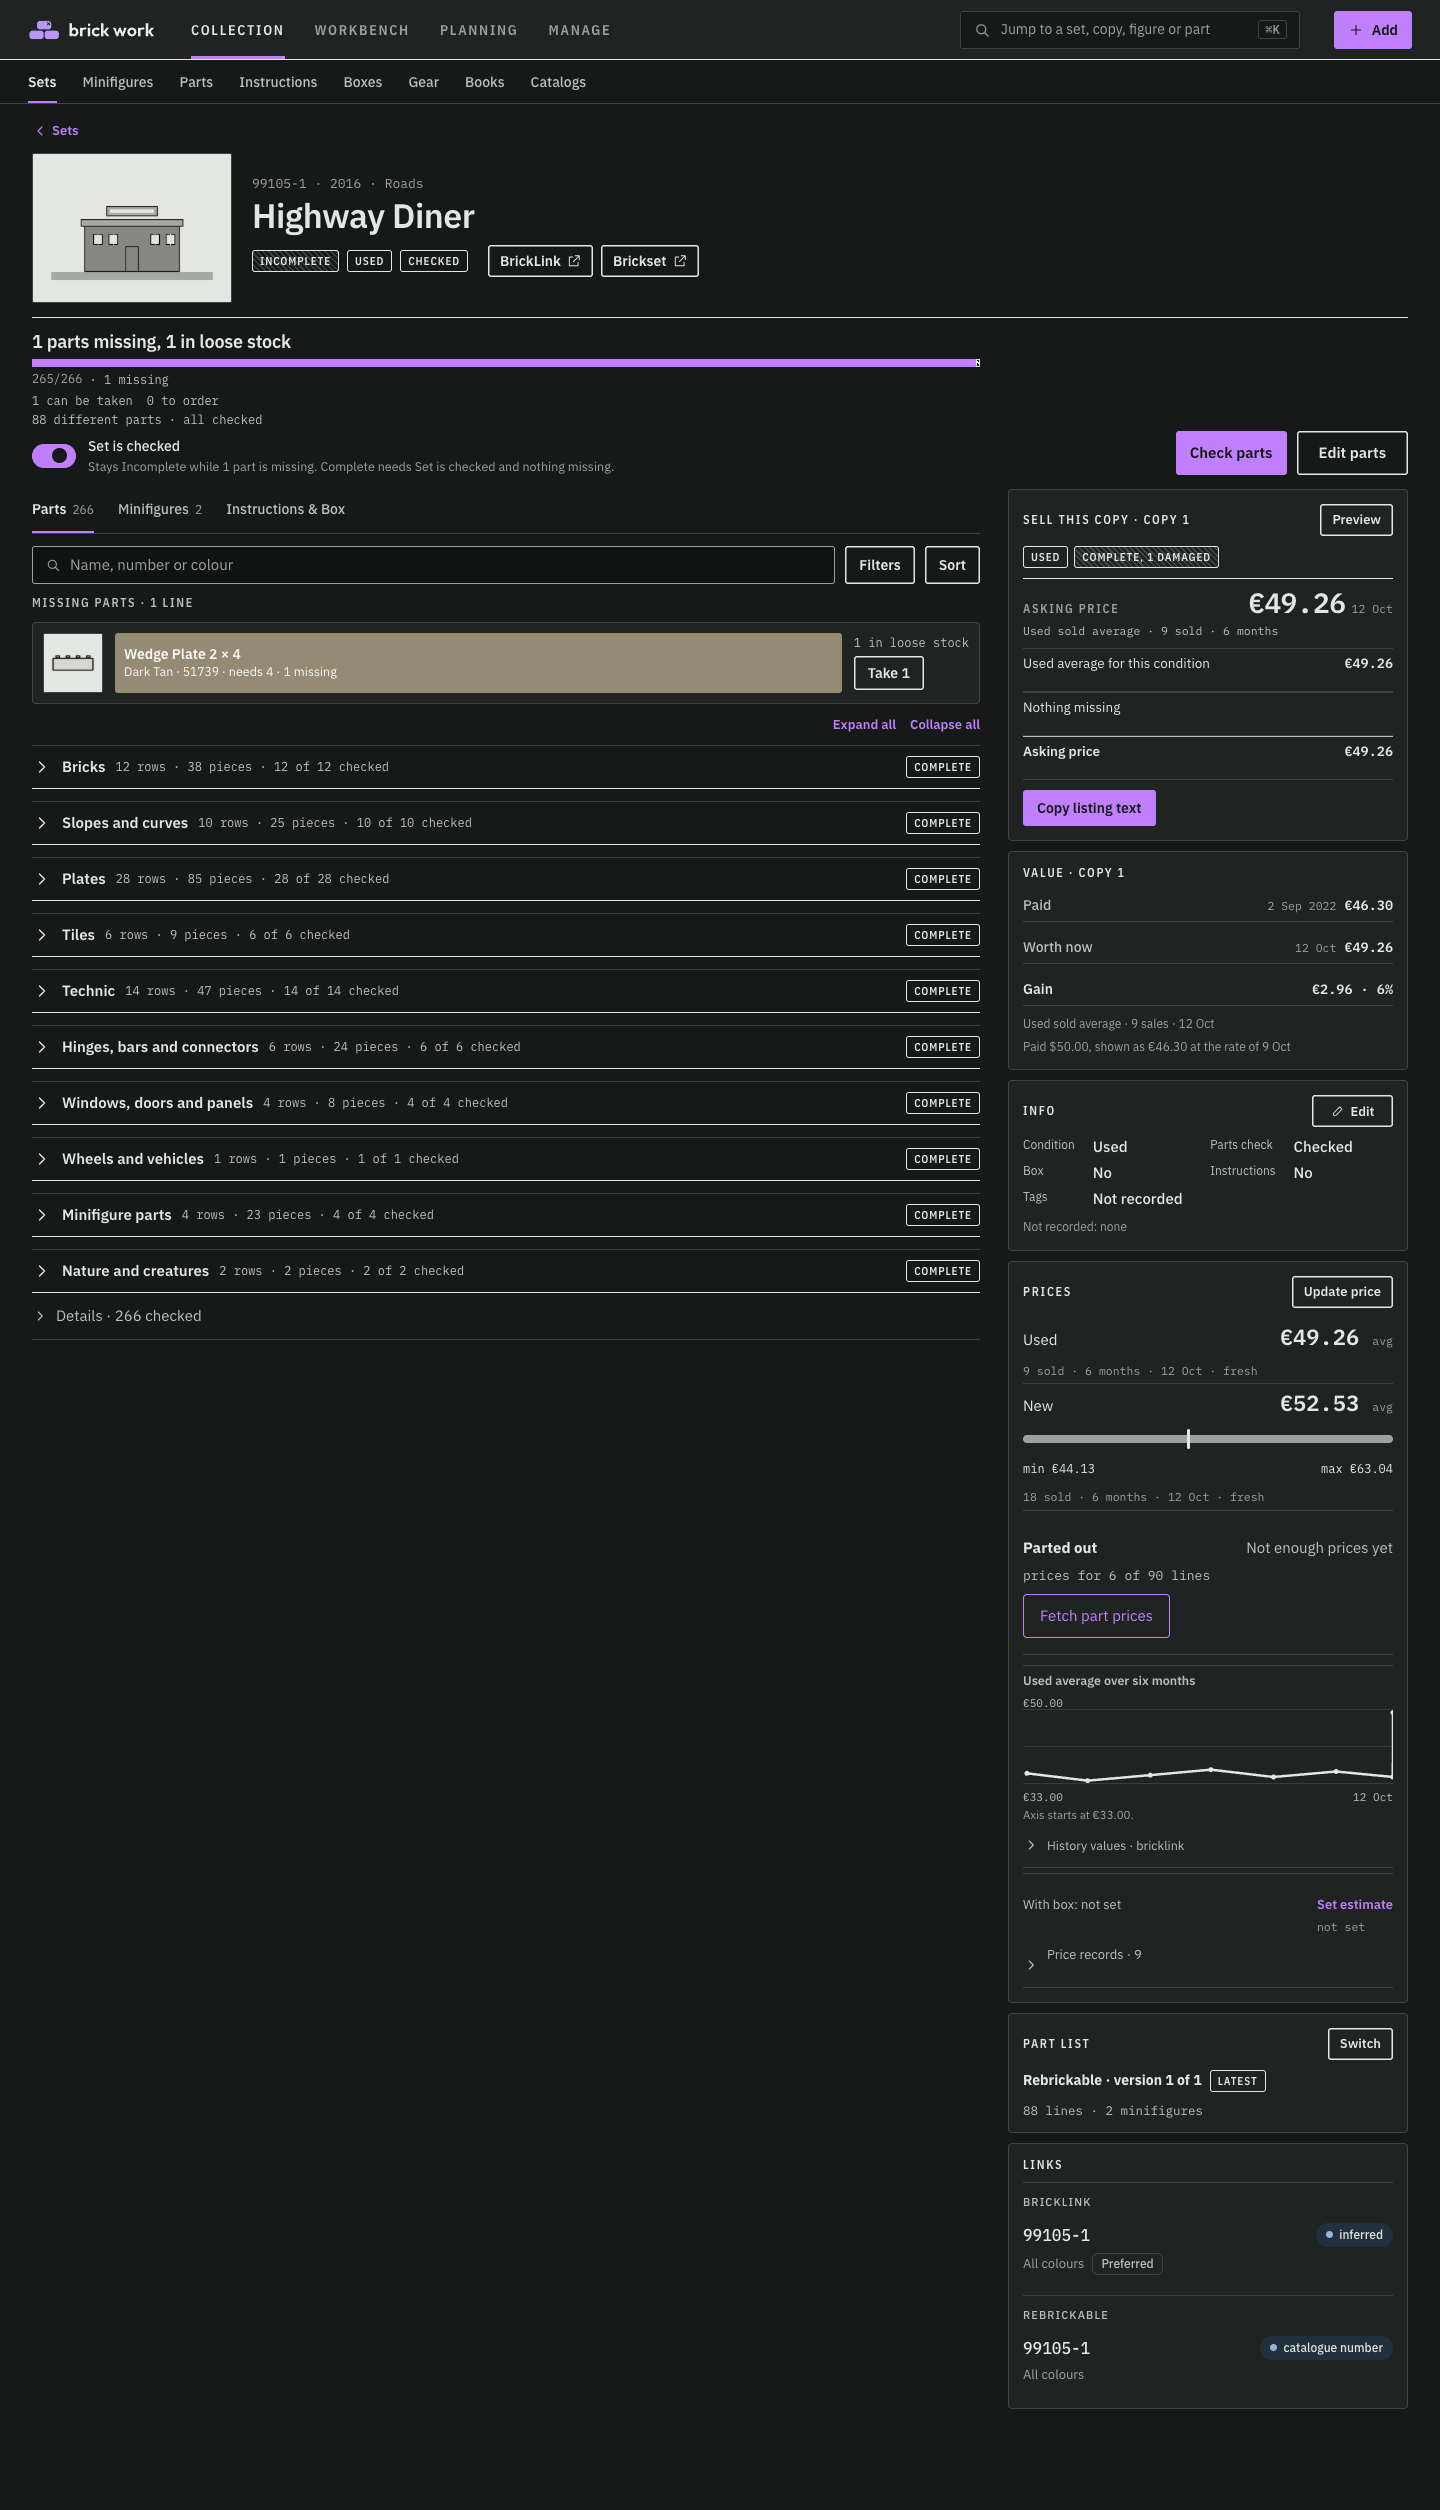 brick work
COLLECTION WORKBENCH PLANNING MANAGE
Jump to a set, copy, figure or part ⌘K
+ Add
Sets Minifigures Parts Instructions Boxes Gear Books Catalogs
Sets
99105-1 · 2016 · Roads
Highway Diner
INCOMPLETE USED CHECKED BrickLink Brickset
1 parts missing, 1 in loose stock
265/266 · 1 missing
1 can be taken 0 to order
88 different parts · all checked
Set is checked
Stays Incomplete while 1 part is missing. Complete needs Set is checked and nothing missing.
Check parts Edit parts
Parts 266 Minifigures 2 Instructions & Box
Name, number or colour Filters Sort
MISSING PARTS · 1 LINE
Wedge Plate 2 × 4
Dark Tan · 51739 · needs 4 · 1 missing
1 in loose stock
Take 1
Expand all Collapse all
Bricks 12 rows · 38 pieces · 12 of 12 checked COMPLETE
Slopes and curves 10 rows · 25 pieces · 10 of 10 checked COMPLETE
Plates 28 rows · 85 pieces · 28 of 28 checked COMPLETE
Tiles 6 rows · 9 pieces · 6 of 6 checked COMPLETE
Technic 14 rows · 47 pieces · 14 of 14 checked COMPLETE
Hinges, bars and connectors 6 rows · 24 pieces · 6 of 6 checked COMPLETE
Windows, doors and panels 4 rows · 8 pieces · 4 of 4 checked COMPLETE
Wheels and vehicles 1 rows · 1 pieces · 1 of 1 checked COMPLETE
Minifigure parts 4 rows · 23 pieces · 4 of 4 checked COMPLETE
Nature and creatures 2 rows · 2 pieces · 2 of 2 checked COMPLETE
Details · 266 checked
SELL THIS COPY · COPY 1 Preview
USED COMPLETE, 1 DAMAGED
ASKING PRICE €49.26 12 Oct
Used sold average · 9 sold · 6 months
Used average for this condition €49.26
Nothing missing
Asking price €49.26
Copy listing text
VALUE · COPY 1
Paid 2 Sep 2022 €46.30
Worth now 12 Oct €49.26
Gain €2.96 · 6%
Used sold average · 9 sales · 12 Oct
Paid $50.00, shown as €46.30 at the rate of 9 Oct
INFO Edit
Condition Used Parts check Checked
Box No Instructions No
Tags Not recorded
Not recorded: none
PRICES Update price
Used €49.26 avg
9 sold · 6 months · 12 Oct · fresh
New €52.53 avg
min €44.13 max €63.04
18 sold · 6 months · 12 Oct · fresh
Parted out Not enough prices yet
prices for 6 of 90 lines
Fetch part prices
Used average over six months
€50.00
€33.00 12 Oct
Axis starts at €33.00.
History values · bricklink
With box: not set Set estimate
not set
Price records · 9
PART LIST Switch
Rebrickable · version 1 of 1 LATEST
88 lines · 2 minifigures
LINKS
BRICKLINK
99105-1 inferred
All colours Preferred
REBRICKABLE
99105-1 catalogue number
All colours